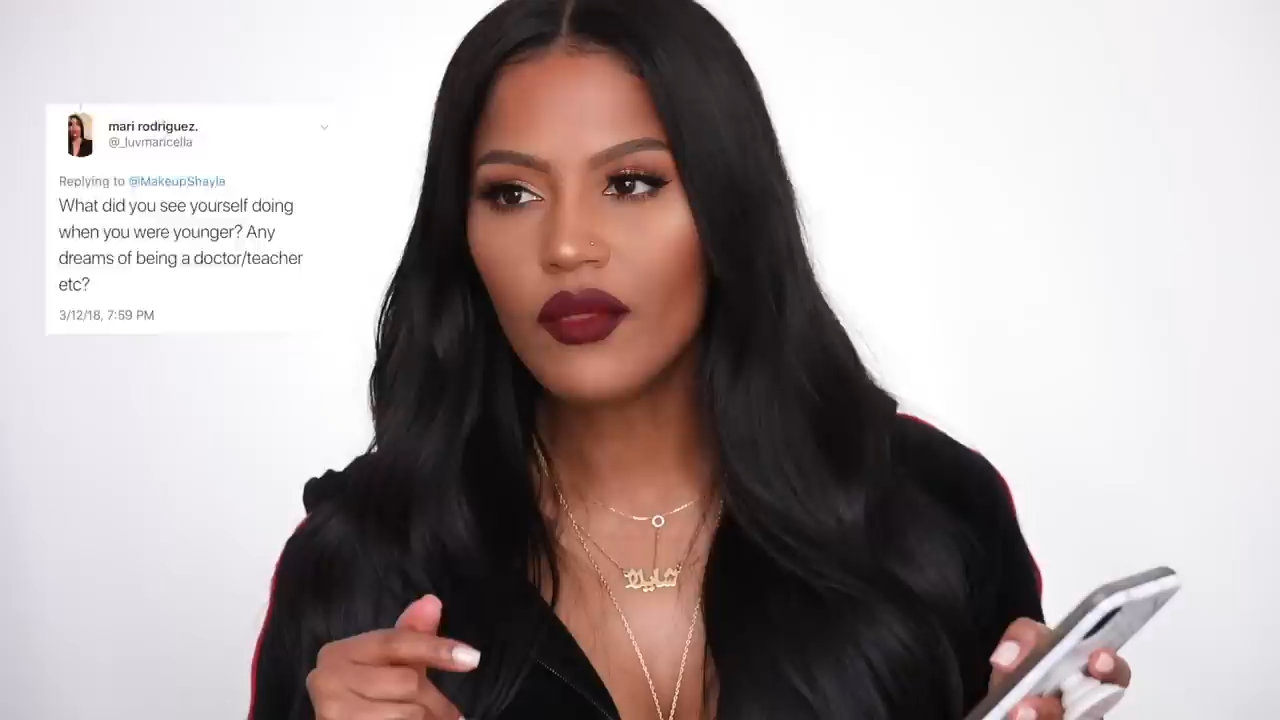 mari rodriguez.
@_luvmaricella
Replying to @MakeupShayla
What did you see yourself doing
when you were younger? Any
dreams of being a doctor/teacher
etc?
3/12/18, 7:59 PM
شايلا